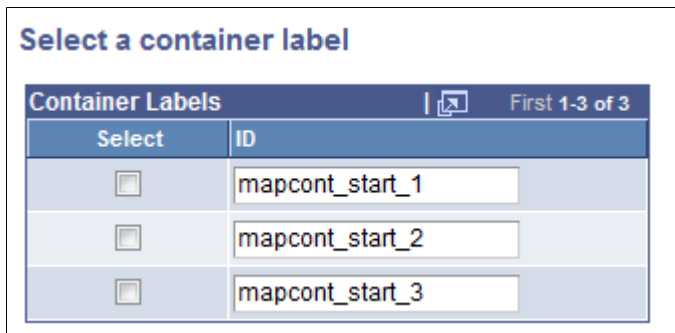 Select a container label
Container Labels | First 1-3 of 3
Select ID
mapcont_start_1
mapcont_start_2
mapcont_start_3